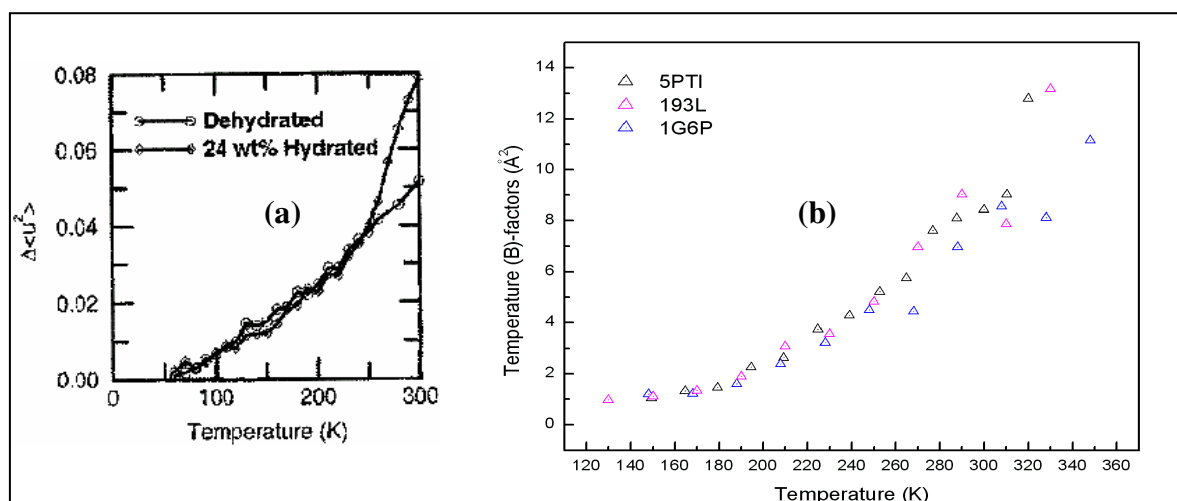 0.08
0.06
0.04
0.02
0.00
Δ<u²>
Dehydrated
24 wt% Hydrated
(a)
0 100 200 300
Temperature (K)
14
12
10
8
6
4
2
0
Temperature (B)-factors (Å²)
5PTI
193L
1G6P
(b)
120 140 160 180 200 220 240 260 280 300 320 340 360
Temperature (K)